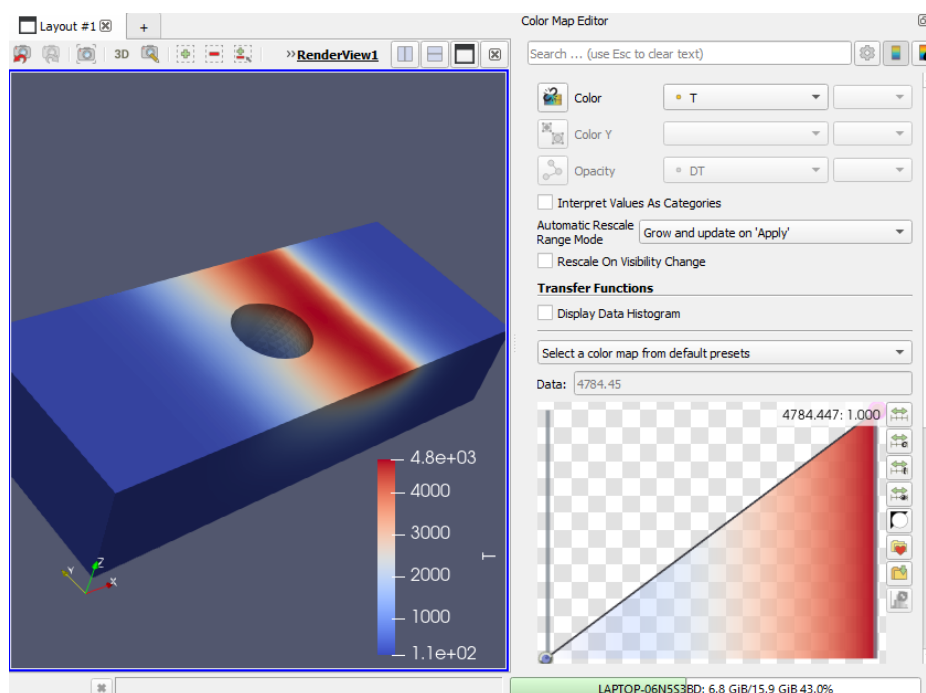 Layout #1
+
Color Map Editor
3D
»RenderView1
Search ... (use Esc to clear text)
Color
T
Color Y
Opacity
DT
Interpret Values As Categories
Automatic Rescale
Range Mode
Grow and update on 'Apply'
Rescale On Visibility Change
Transfer Functions
Display Data Histogram
Select a color map from default presets
Data:
4784.45
4784.447: 1.000
4.8e+03
4000
3000
2000
1000
1.1e+02
T
Y
Z
X
LAPTOP-06N5S3BD: 6.8 GiB/15.9 GiB 43.0%